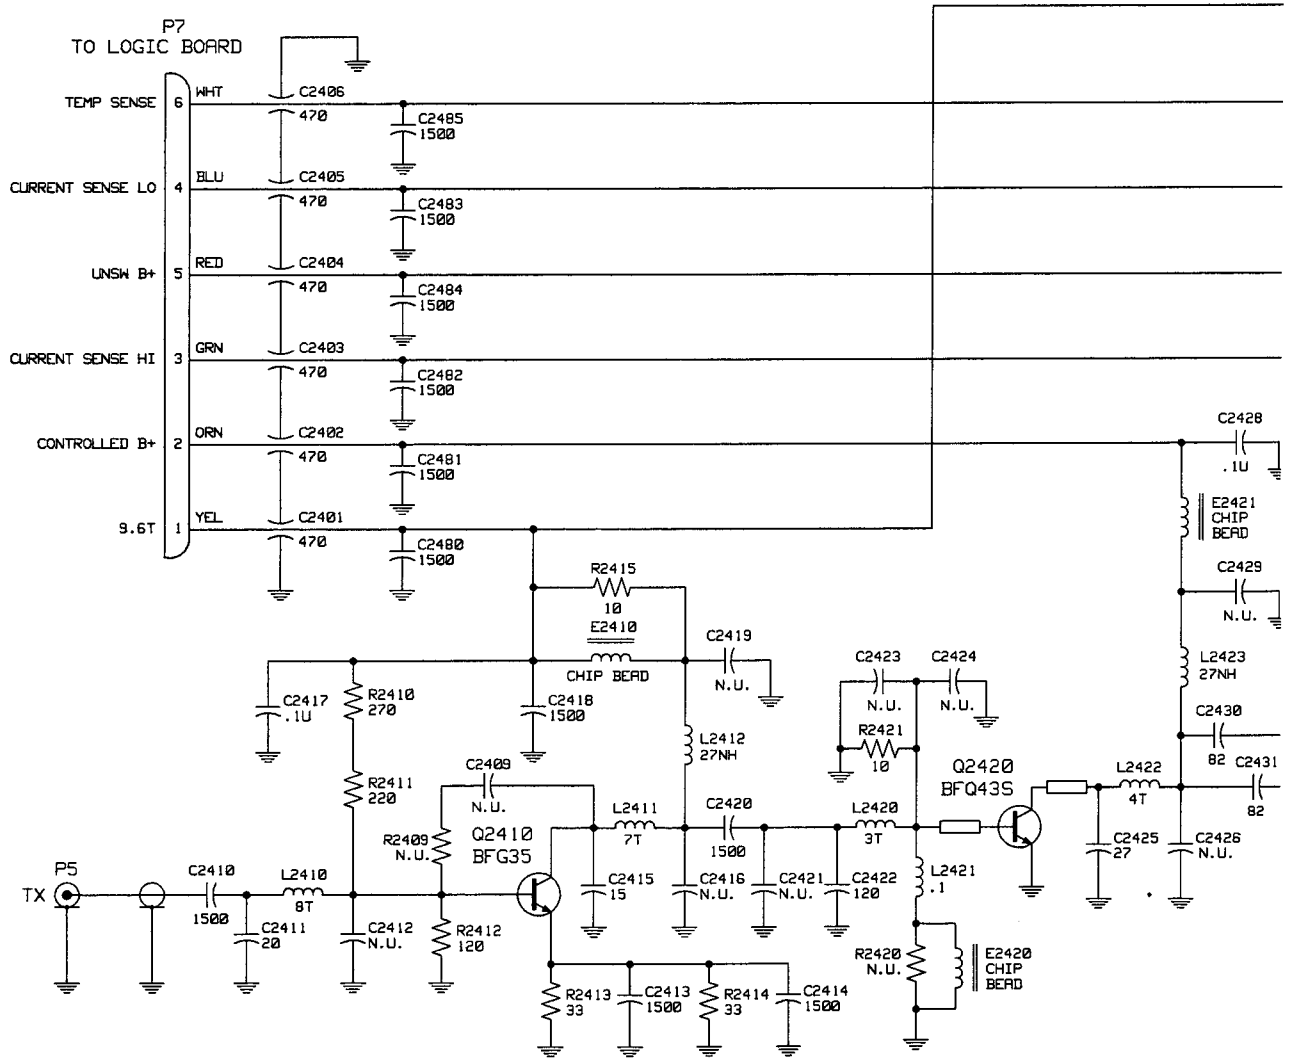 P7
TO LOGIC BOARD
TEMP SENSE 6 WHT
C2406
470
C2485
1500
CURRENT SENSE LO 4 BLU
C2405
470
C2483
1500
UNSW B+ 5 RED
C2404
470
C2484
1500
CURRENT SENSE HI 3 GRN
C2403
470
C2482
1500
CONTROLLED B+ 2 ORN
C2402
470
C2481
1500
9.6T 1 YEL
C2401
470
C2480
1500
C2428
.1U
E2421
CHIP
BEAD
C2429
N.U.
L2423
27NH
C2430
82
C2431
82
R2415
10
E2410
CHIP BEAD
C2419
N.U.
C2417
.1U
R2410
270
C2418
1500
L2412
27NH
R2411
220
C2409
N.U.
R2409
N.U.
Q2410
BFG35
L2411
7T
C2420
1500
C2423
N.U.
C2424
N.U.
R2421
10
L2420
3T
Q2420
BFQ43S
L2422
4T
C2425
27
C2426
N.U.
P5
TX
C2410
1500
L2410
8T
C2411
20
C2412
N.U.
R2412
120
C2415
15
C2416
N.U.
C2421
N.U.
C2422
120
L2421
.1
R2420
N.U.
E2420
CHIP
BEAD
R2413
33
C2413
1500
R2414
33
C2414
1500